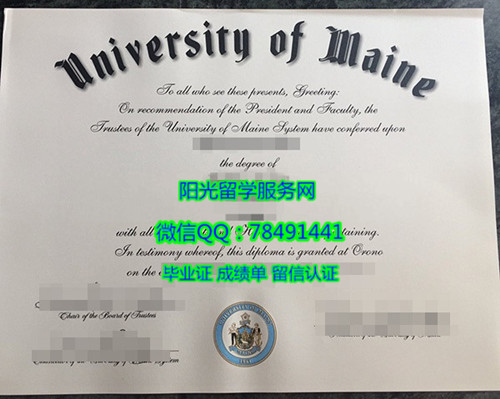 University of Maine
To all who see these presents, Greeting:
On recommendation of the President and Faculty, the
Trustees of the University of Maine System have conferred upon
the degree of
阳光留学服务网
微信QQ:78491441
with all
taining.
In testimony whereof, this diploma is granted at Orono
on the
毕业证 成绩单 留信认证
Chair of the Board of Trustees